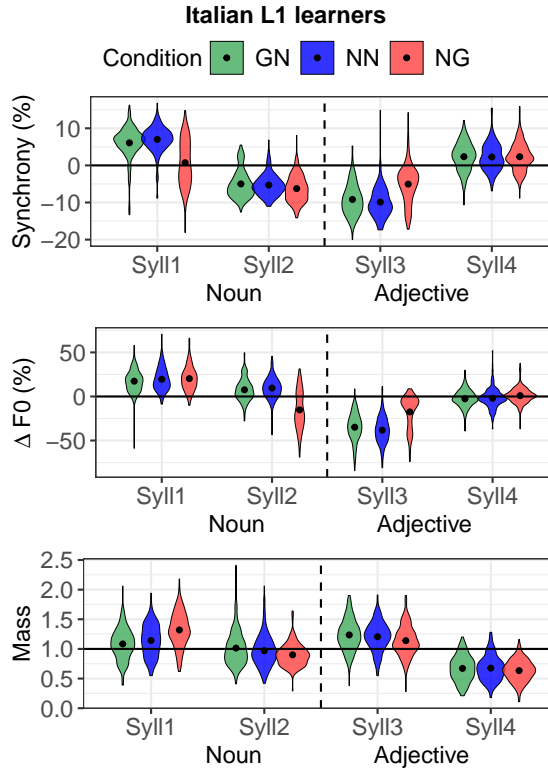 Italian L1 learners
Condition GN NN NG
Synchrony (%)
10
0
−10
−20
Syll1 Syll2 Syll3 Syll4
Noun Adjective
Δ F0 (%)
50
0
−50
Syll1 Syll2 Syll3 Syll4
Noun Adjective
Mass
2.5
2.0
1.5
1.0
0.5
0.0
Syll1 Syll2 Syll3 Syll4
Noun Adjective